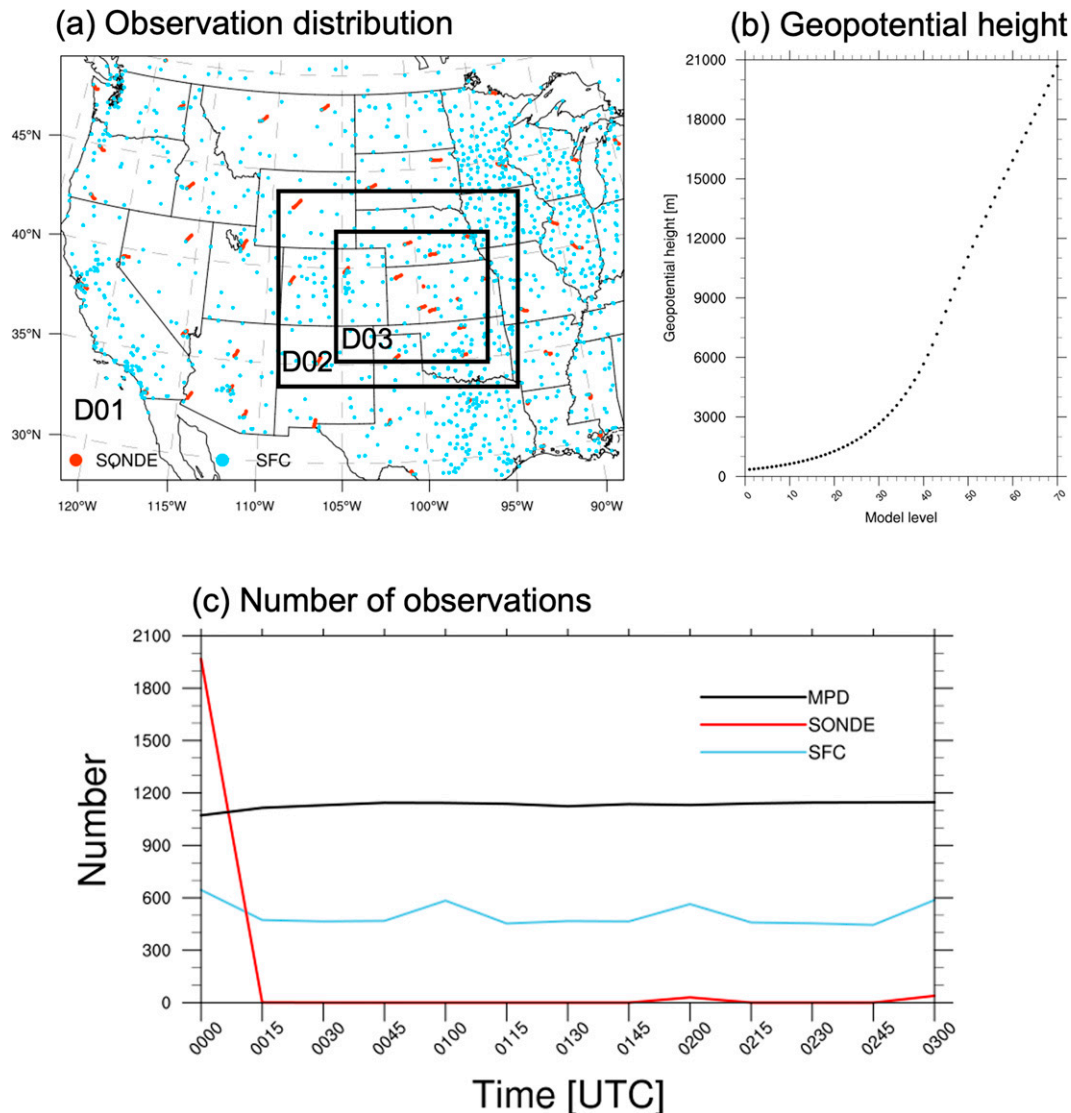 (a) Observation distribution
45°N
40°N
35°N
30°N
D01
D02
D03
SONDE
SFC
120°W 115°W 110°W 105°W 100°W 95°W 90°W
(b) Geopotential height
21000
18000
15000
12000
9000
6000
3000
0
Geopotential height [m]
0 10 20 30 40 50 60 70
Model level
(c) Number of observations
2100
1800
1500
1200
900
600
300
0
Number
MPD
SONDE
SFC
0000 0015 0030 0045 0100 0115 0130 0145 0200 0215 0230 0245 0300
Time [UTC]